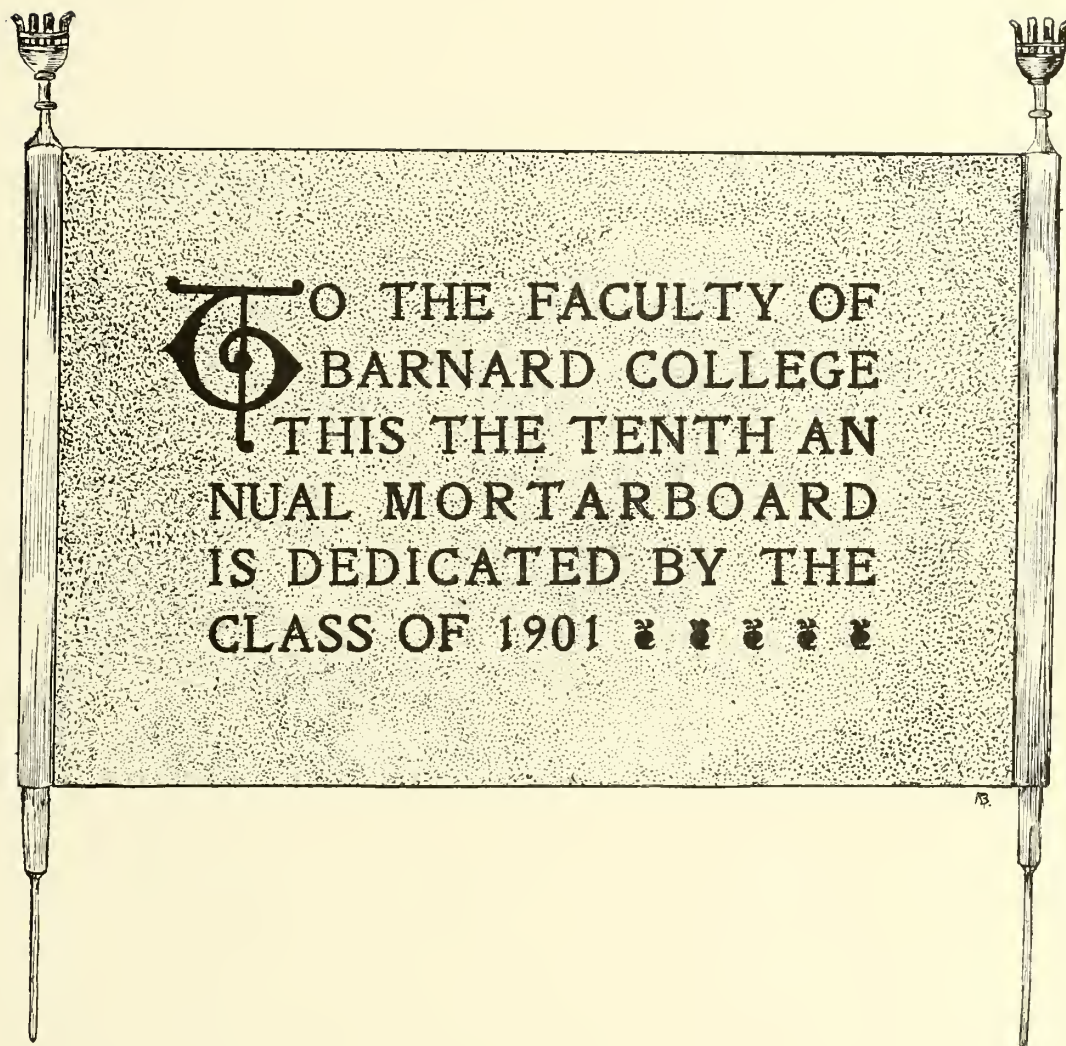 TO THE FACULTY OF
BARNARD COLLEGE
THIS THE TENTH AN
NUAL MORTARBOARD
IS DEDICATED BY THE
CLASS OF 1901